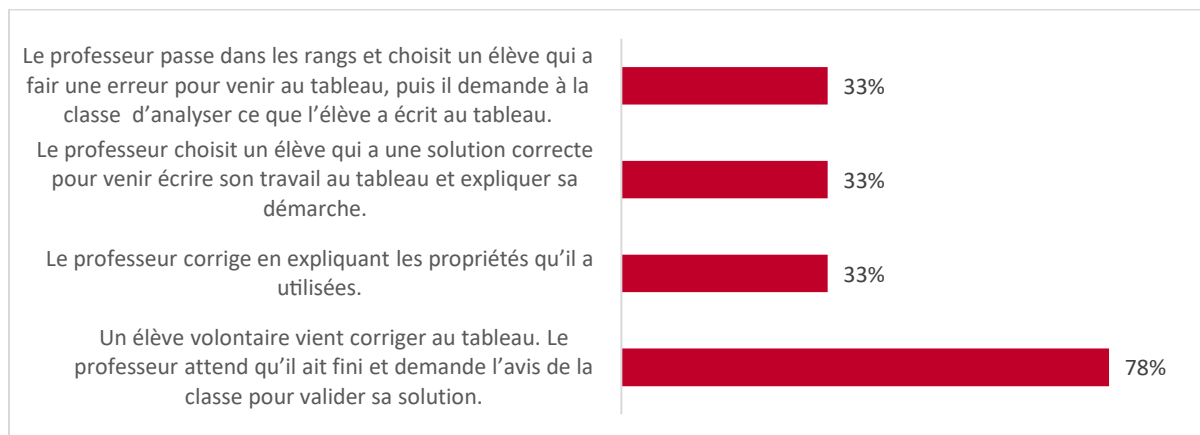 Le professeur passe dans les rangs et choisit un élève qui a
fair une erreur pour venir au tableau, puis il demande à la
classe d’analyser ce que l’élève a écrit au tableau.
33%
Le professeur choisit un élève qui a une solution correcte
pour venir écrire son travail au tableau et expliquer sa
démarche.
33%
Le professeur corrige en expliquant les propriétés qu’il a
utilisées.
33%
Un élève volontaire vient corriger au tableau. Le
professeur attend qu’il ait fini et demande l’avis de la
classe pour valider sa solution.
78%